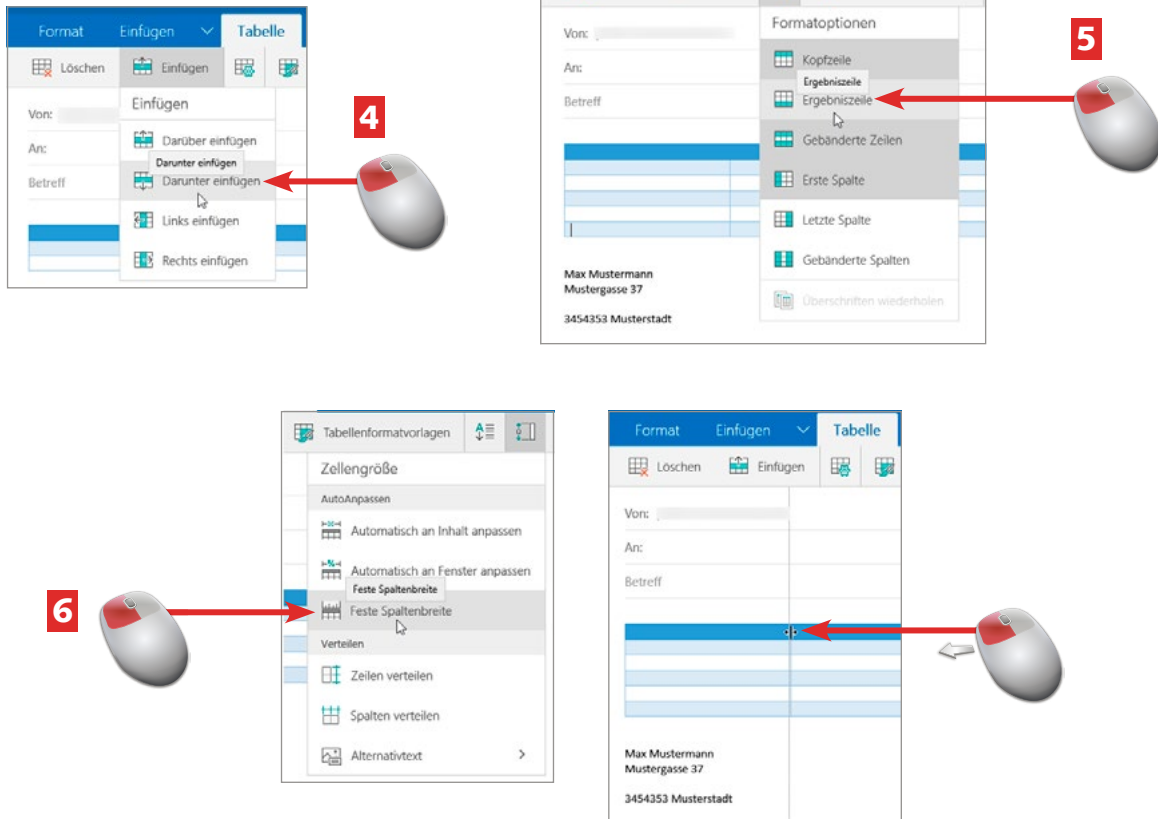 Format Einfügen Tabelle
Löschen Einfügen
Einfügen
Von:
Darüber einfügen
An:
Darunter einfügen
Betreff
Darunter einfügen
Links einfügen
Rechts einfügen
4
Formatoptionen
Von:
Kopfzeile
An:
Ergebniszeile
Betreff
Ergebniszeile
Gebänderte Zeilen
Erste Spalte
Letzte Spalte
Gebänderte Spalten
Überschriften wiederholen
Max Mustermann
Mustergasse 37
3454353 Musterstadt
5
Tabellenformatvorlagen
Zellengröße
AutoAnpassen
Automatisch an Inhalt anpassen
Automatisch an Fenster anpassen
Feste Spaltenbreite
Feste Spaltenbreite
Verteilen
Zeilen verteilen
Spalten verteilen
Alternativtext
6
Format Einfügen Tabelle
Löschen Einfügen
Von:
An:
Betreff
Max Mustermann
Mustergasse 37
3454353 Musterstadt